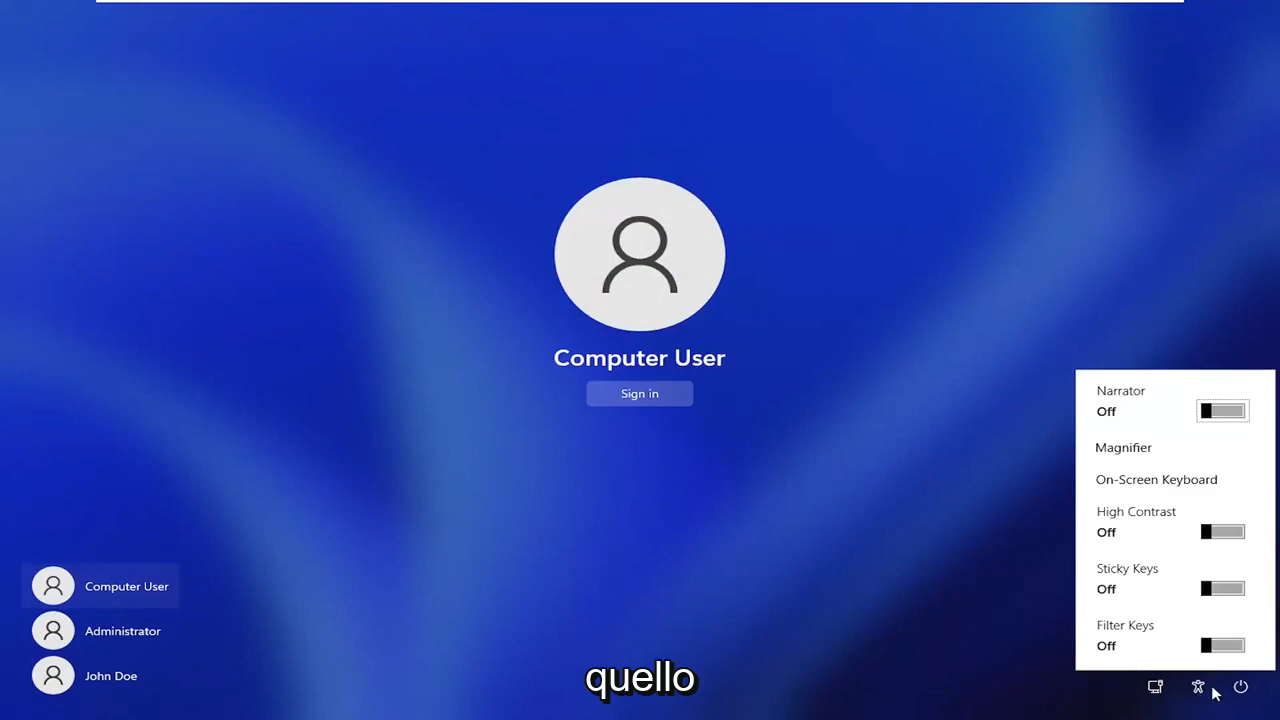 Computer User
Sign in
Narrator
Off
Magnifier
On-Screen Keyboard
High Contrast
Off
Sticky Keys
Off
Filter Keys
Off
Computer User
Administrator
John Doe
quello